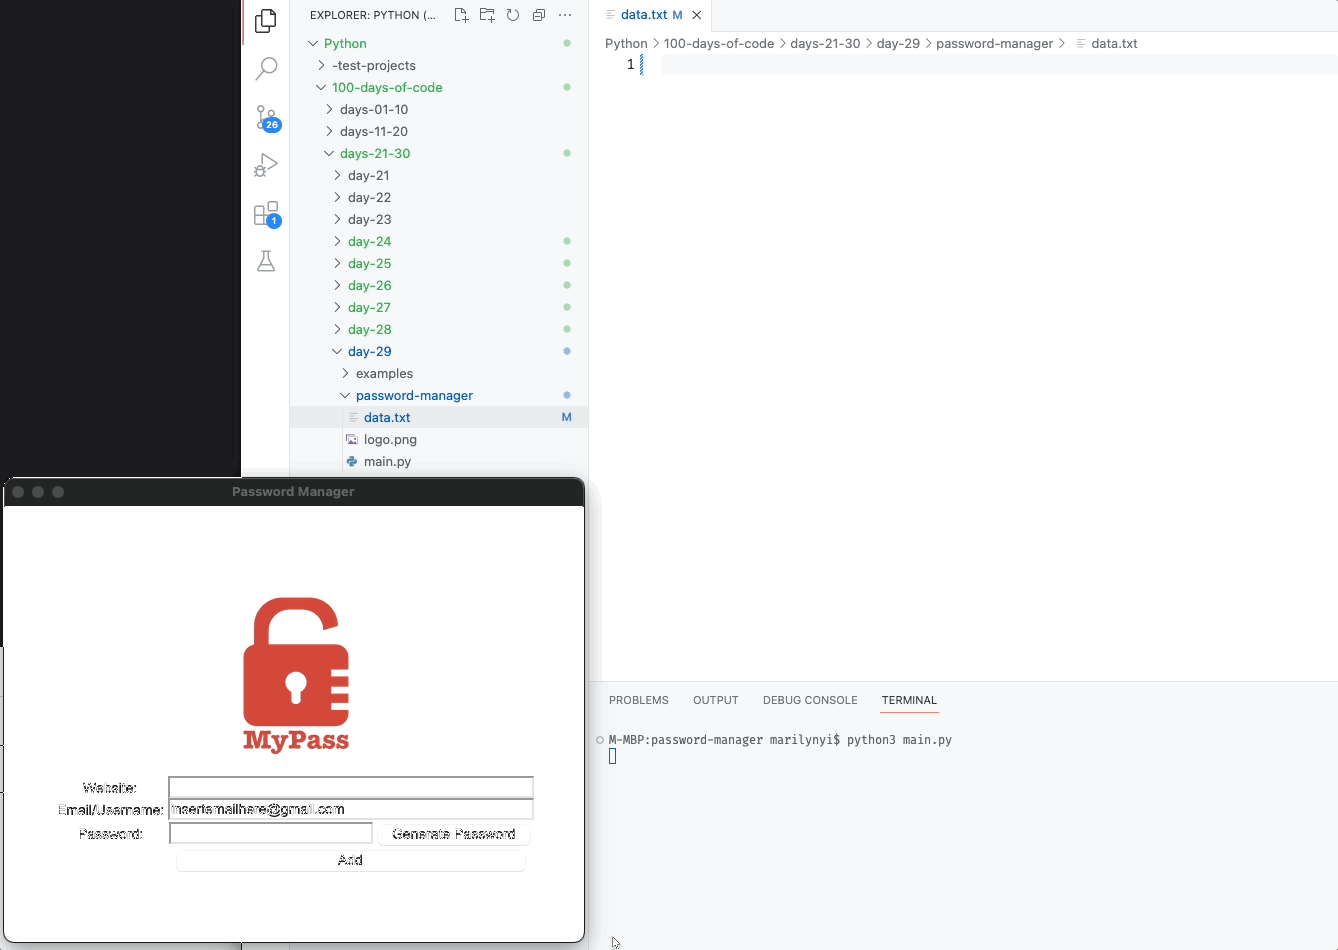 EXPLORER: PYTHON (...
Python
-test-projects
100-days-of-code
days-01-10
days-11-20
days-21-30
day-21
day-22
day-23
day-24
day-25
day-26
day-27
day-28
day-29
examples
password-manager
data.txt M
logo.png
main.py
26
1
data.txt M
Python > 100-days-of-code > days-21-30 > day-29 > password-manager > data.txt
1
Password Manager
MyPass
Website:
Email/Username: insertemailhere@gmail.com
Password: Generate Password
Add
PROBLEMS OUTPUT DEBUG CONSOLE TERMINAL
M-MBP:password-manager marilynyi$ python3 main.py